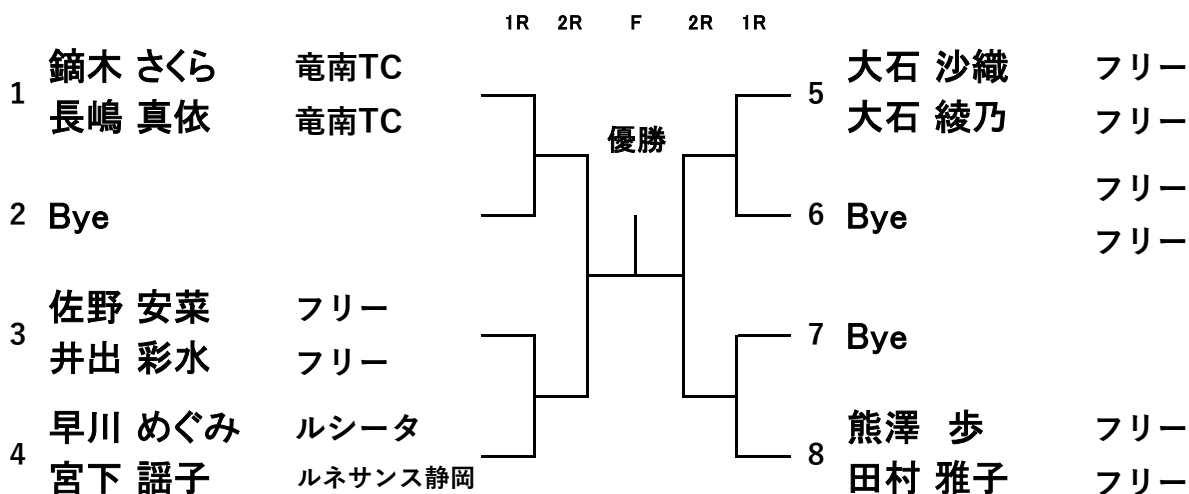 1R 2R F 2R 1R
優勝
1 鏑木 さくら 竜南TC
長嶋 真依 竜南TC
2 Bye
3 佐野 安菜 フリー
井出 彩水 フリー
4 早川 めぐみ ルシータ
宮下 謡子 ルネサンス静岡
5 大石 沙織 フリー
大石 綾乃 フリー
6 Bye フリー
フリー
7 Bye
8 熊澤 歩 フリー
田村 雅子 フリー